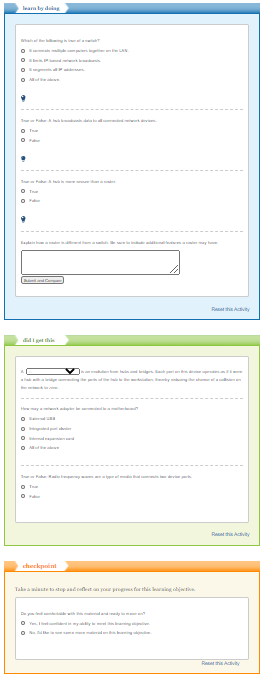 learn by doing
Which of the following is true of a switch?
It connects multiple computers together on the LAN.
It limits IP-based network broadcasts.
It segments all IP addresses.
All of the above
True or False: A hub broadcasts data to all connected network devices.
True
False
True or False: A hub is more secure than a router.
True
False
Explain how a router is different from a switch. Be sure to indicate additional features a router may have.
Submit and Compare
Reset this Activity
did i get this
A
is an evolution from hubs and bridges. Each port on this device operates as if it were
a hub with a bridge connecting the ports of the hub to the workstation, thereby reducing the chance of a collision on
the network to zero.
How may a network adapter be connected to a motherboard?
External USB
Integrated port cluster
Internal expansion card
All of the above
True or False: Radio frequency waves are a type of media that connects two device ports.
True
False
Reset this Activity
checkpoint
Take a minute to stop and reflect on your progress for this learning objective.
Do you feel comfortable with this material and ready to move on?
Yes. I feel confident in my ability to meet this learning objective.
No. I'd like to see some more material on this learning objective.
Reset this Activity